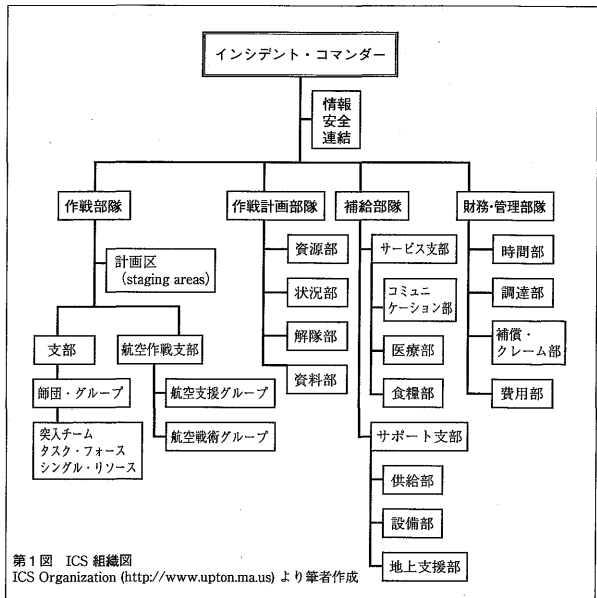 インシデント・コマンダー
情報
安全
連結
作戦部隊
作戦計画部隊
補給部隊
財務・管理部隊
計画区
(staging areas)
支部
航空作戦支部
師団・グループ
突入チーム
タスク・フォース
シングル・リソース
航空支援グループ
航空戦術グループ
資源部
状況部
解隊部
資料部
サービス支部
コミュニ
ケーション部
医療部
食糧部
サポート支部
供給部
設備部
地上支援部
時間部
調達部
補償・
クレーム部
費用部
第1図 ICS 組織図
ICS Organization (http://www.upton.ma.us) より筆者作成